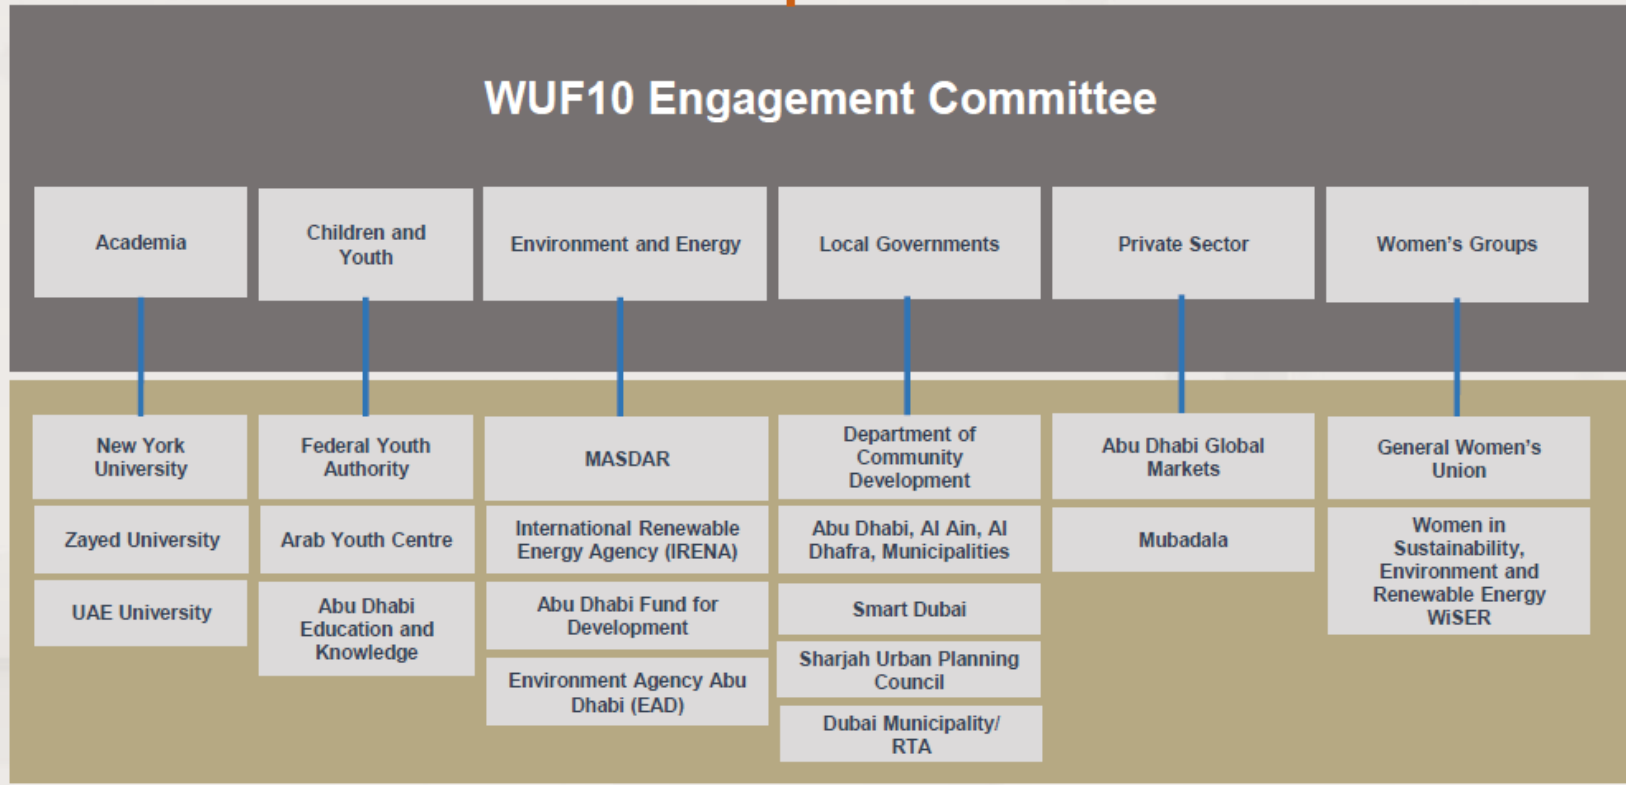 WUF10 Engagement Committee
Academia
Children and
Youth
Environment and Energy
Local Governments
Private Sector
Women's Groups
New York
University
Zayed University
UAE University
Federal Youth
Authority
Arab Youth Centre
Abu Dhabi
Education and
Knowledge
MASDAR
International Renewable
Energy Agency (IRENA)
Abu Dhabi Fund for
Development
Environment Agency Abu
Dhabi (EAD)
Department of
Community
Development
Abu Dhabi, Al Ain, Al
Dhafra, Municipalities
Smart Dubai
Sharjah Urban Planning
Council
Dubai Municipality/
RTA
Abu Dhabi Global
Markets
Mubadala
General Women's
Union
Women in
Sustainability,
Environment and
Renewable Energy
WiSER